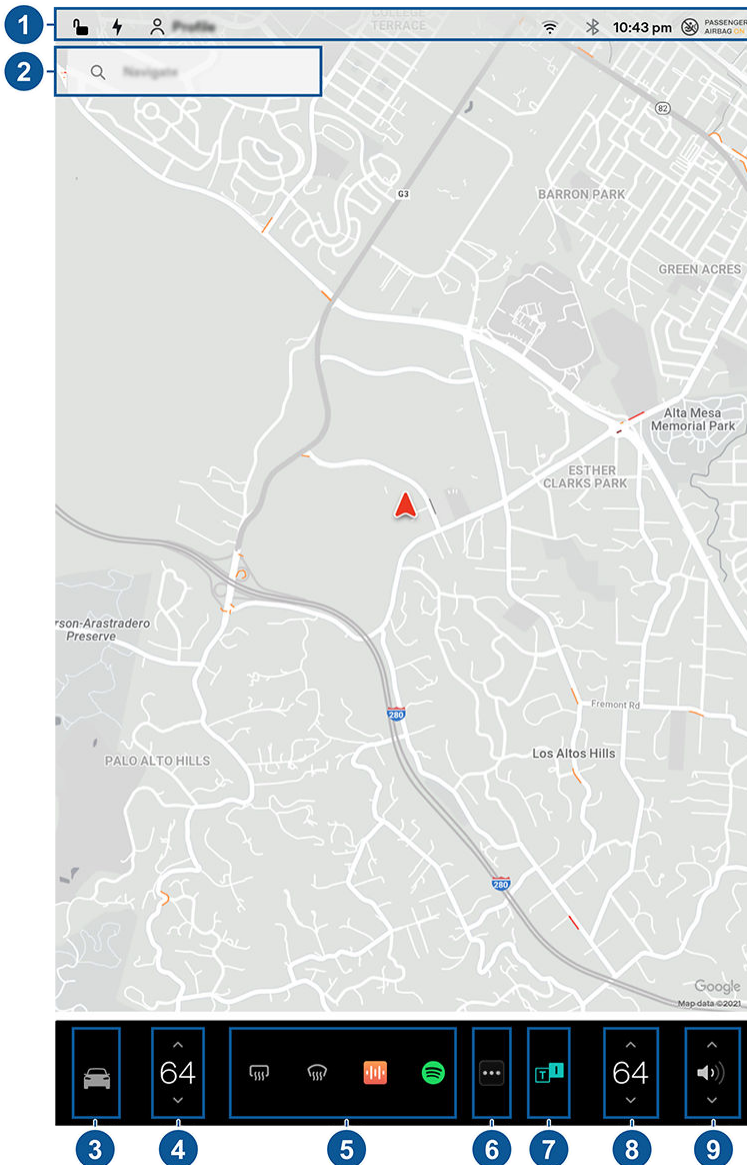 1
Profile
COLLEGE
TERRACE
10:43 pm
PASSENGER
AIRBAG ON
2
Navigate
82
G3
BARRON PARK
GREEN ACRES
Alta Mesa
Memorial Park
ESTHER
CLARKS PARK
rson-Arastradero
Preserve
280
Fremont Rd
Los Altos Hills
PALO ALTO HILLS
280
Google
Map data ©2021
64
T
I
64
3
4
5
6
7
8
9